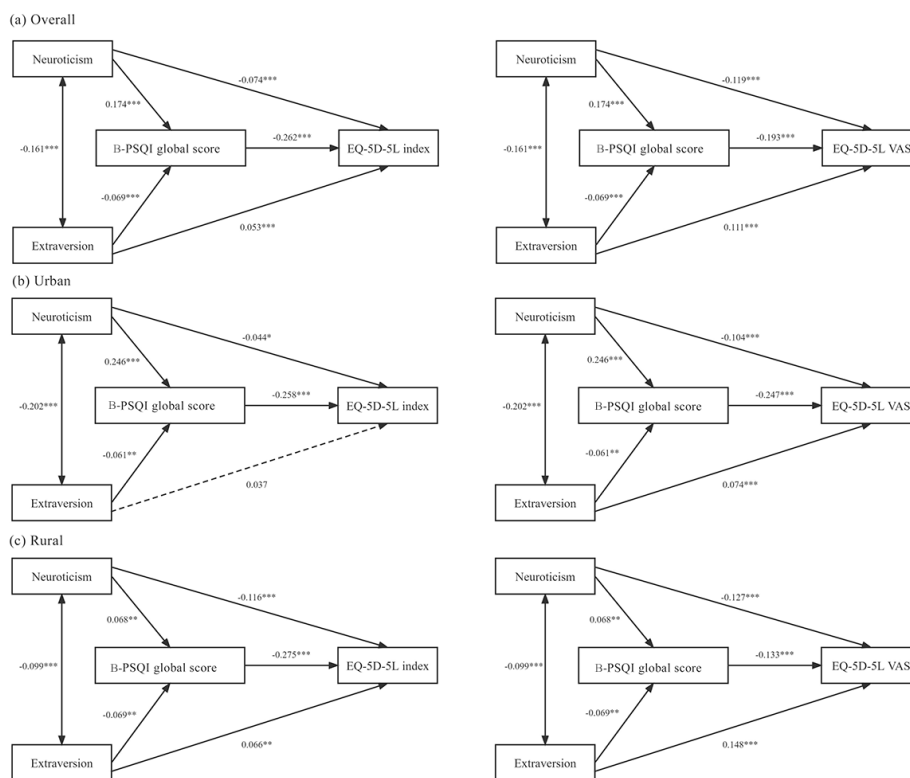 (a) Overall
Neuroticism
-0.074***
0.174***
-0.161***
B-PSQI global score
-0.262***
EQ-5D-5L index
-0.069***
0.053***
Extraversion
Neuroticism
-0.119***
0.174***
-0.161***
B-PSQI global score
-0.193***
EQ-5D-5L VAS
-0.069***
0.111***
Extraversion
(b) Urban
Neuroticism
-0.044*
0.246***
-0.202***
B-PSQI global score
-0.258***
EQ-5D-5L index
-0.061**
0.037
Extraversion
Neuroticism
-0.104***
0.246***
-0.202***
B-PSQI global score
-0.247***
EQ-5D-5L VAS
-0.061**
0.074***
Extraversion
(c) Rural
Neuroticism
-0.116***
0.068**
-0.099***
B-PSQI global score
-0.275***
EQ-5D-5L index
-0.069**
0.066**
Extraversion
Neuroticism
-0.127***
0.068**
-0.099***
B-PSQI global score
-0.133***
EQ-5D-5L VAS
-0.069**
0.148***
Extraversion